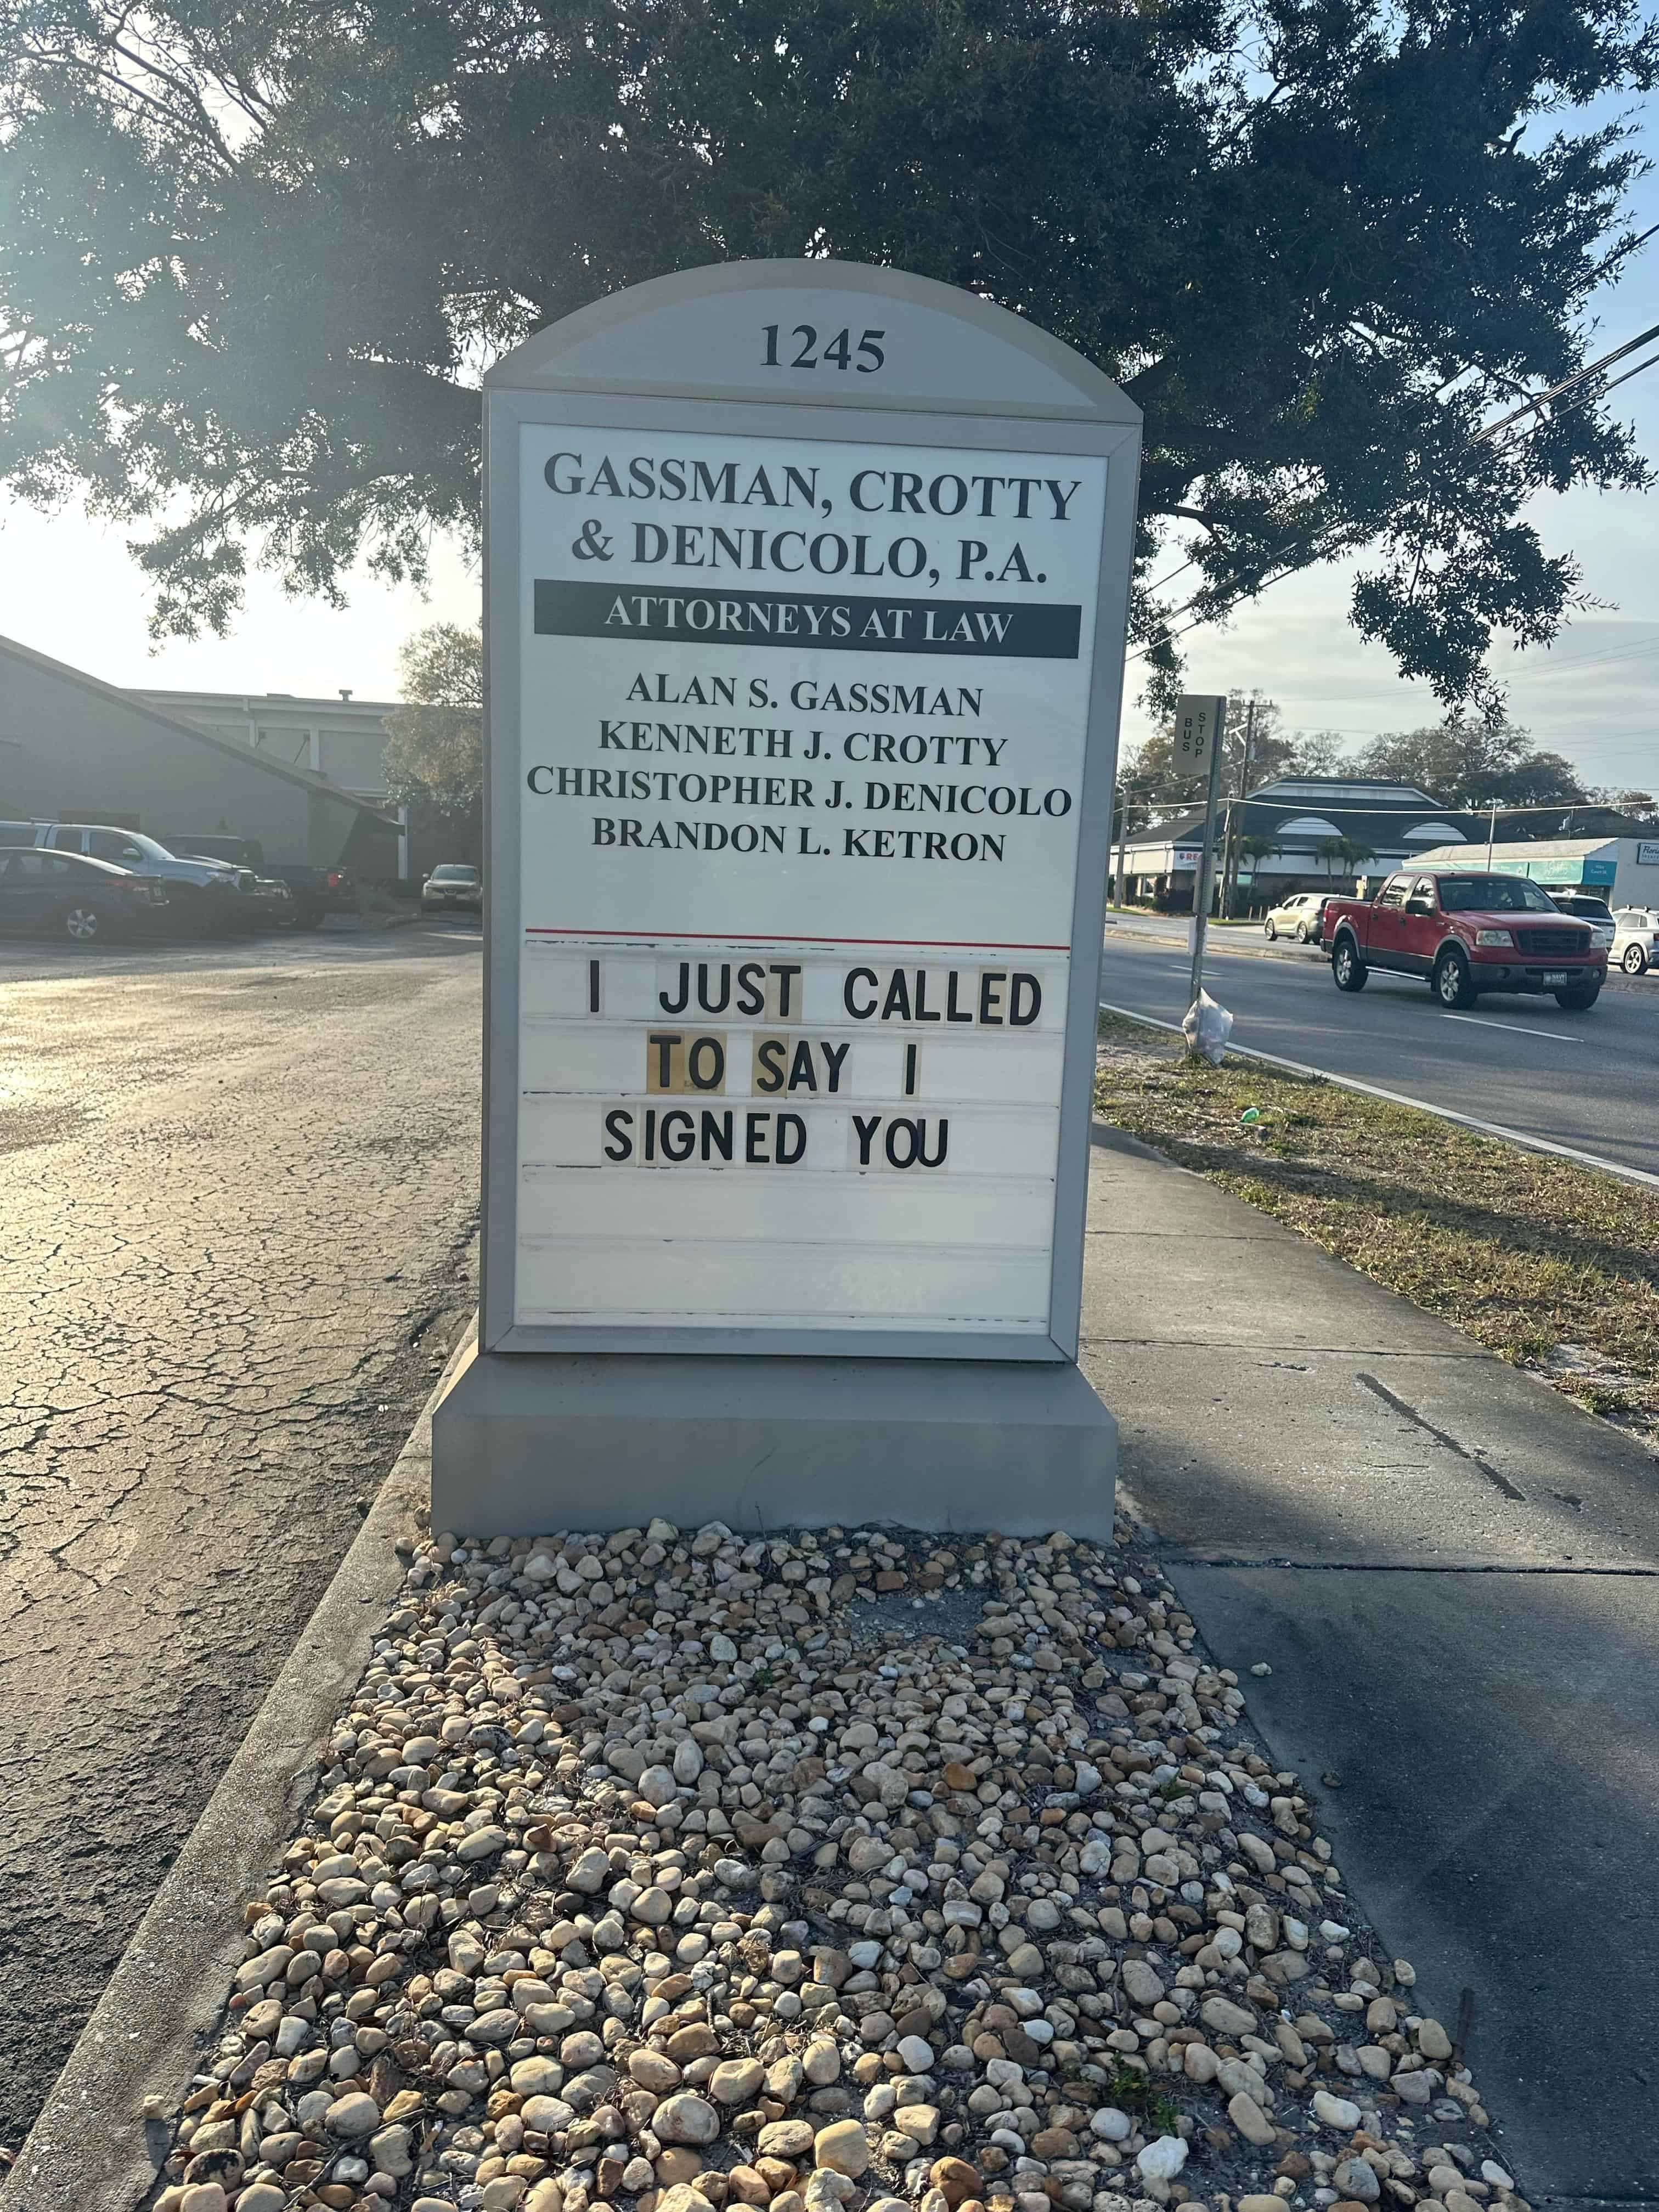 1245
GASSMAN, CROTTY
& DENICOLO, P.A.
ATTORNEYS AT LAW
ALAN S. GASSMAN
KENNETH J. CROTTY
CHRISTOPHER J. DENICOLO
BRANDON L. KETRON
I JUST CALLED
TO SAY I
SIGNED YOU
BUS
STOP